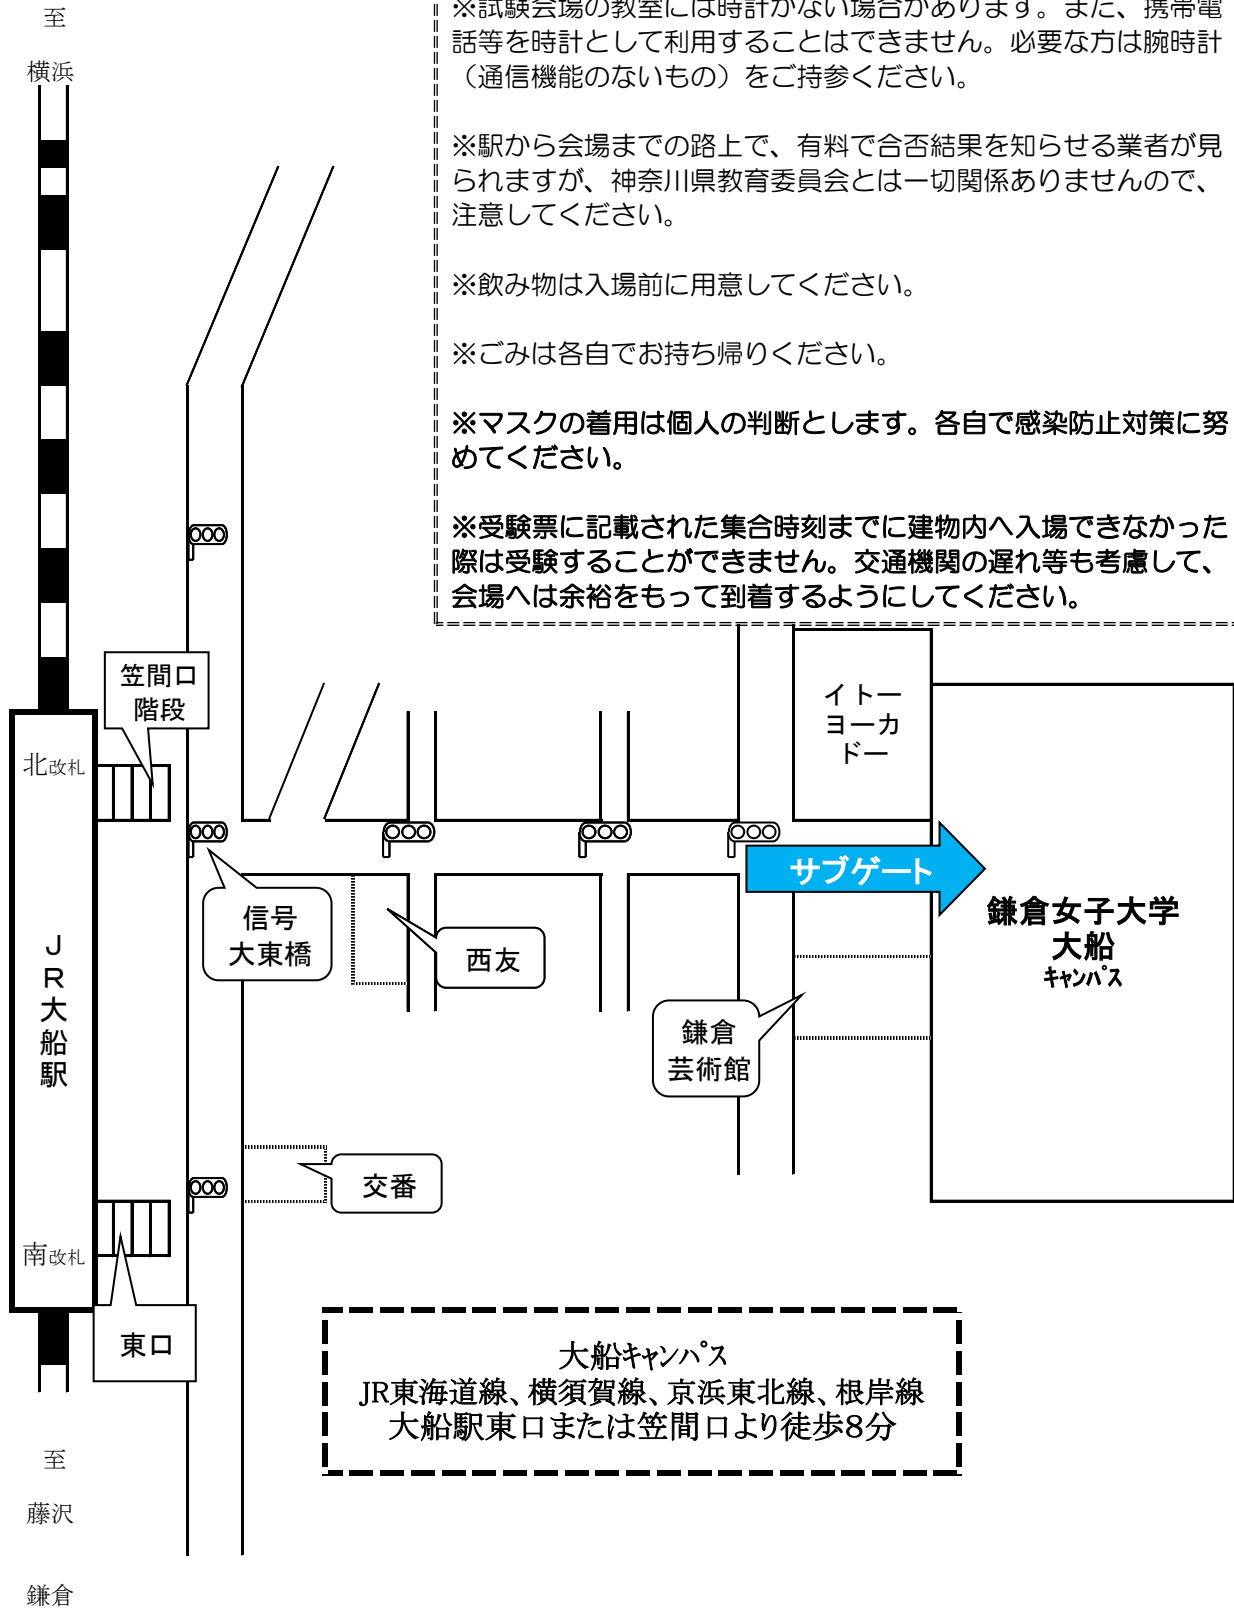 至
横浜
※試験会場の教室には時計がない場合があります。また、携帯電
話等を時計として利用することはできません。必要な方は腕時計
（通信機能のないもの）をご持参ください。
※駅から会場までの路上で、有料で合否結果を知らせる業者が見
られますが、神奈川県教育委員会とは一切関係ありませんので、
注意してください。
※飲み物は入場前に用意してください。
※ごみは各自でお持ち帰りください。
※マスクの着用は個人の判断とします。各自で感染防止対策に努
めてください。
※受験票に記載された集合時刻までに建物内へ入場できなかった
際は受験することができません。交通機関の遅れ等も考慮して、
会場へは余裕をもって到着するようにしてください。
笠間口
階段
イトー
ヨーカ
ドー
北改札
サブゲート
信号
大東橋
西友
鎌倉女子大学
大船
ｷｬﾝﾊﾟｽ
ＪＲ大船駅
鎌倉
芸術館
交番
南改札
東口
大船ｷｬﾝﾊﾟｽ
JR東海道線、横須賀線、京浜東北線、根岸線
大船駅東口または笠間口より徒歩8分
至
藤沢
鎌倉